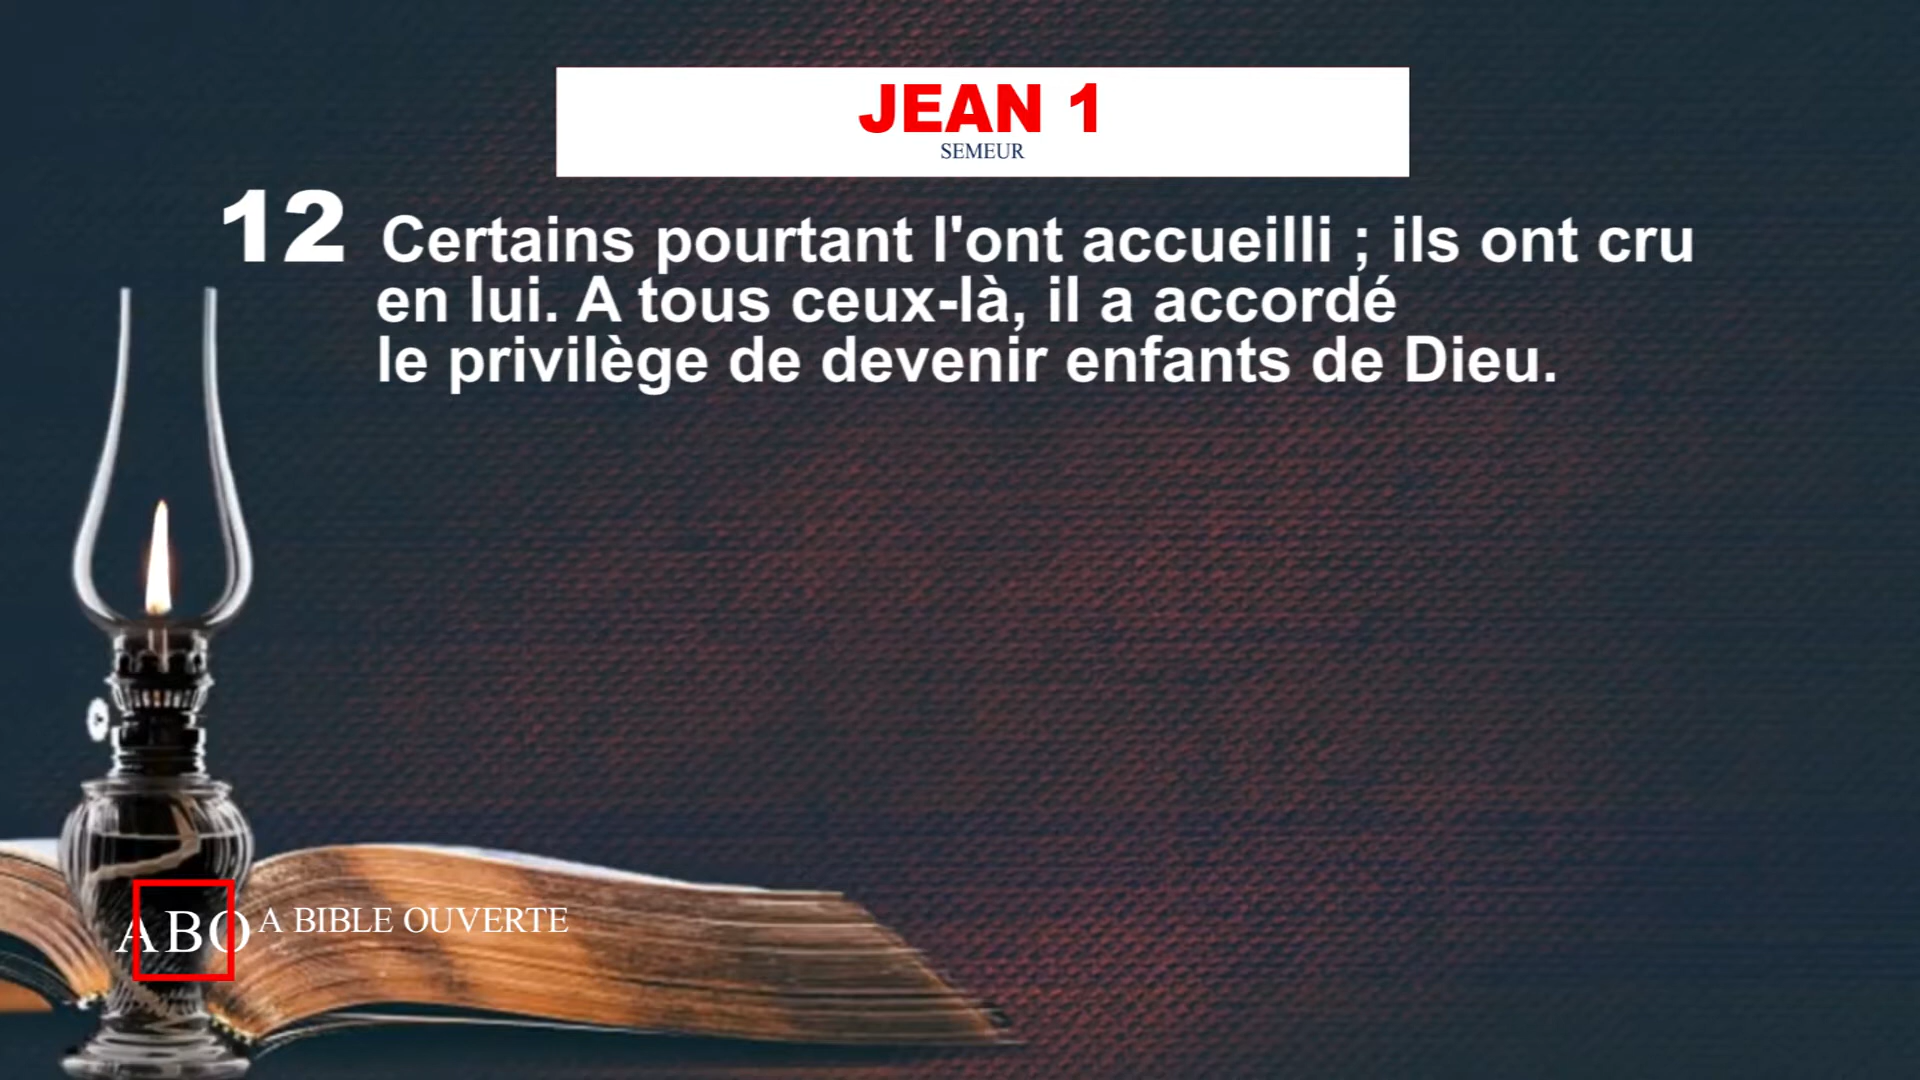 JEAN 1
SEMEUR
12 Certains pourtant l'ont accueilli ; ils ont cru
en lui. A tous ceux-là, il a accordé
le privilège de devenir enfants de Dieu.
ABO A BIBLE OUVERTE